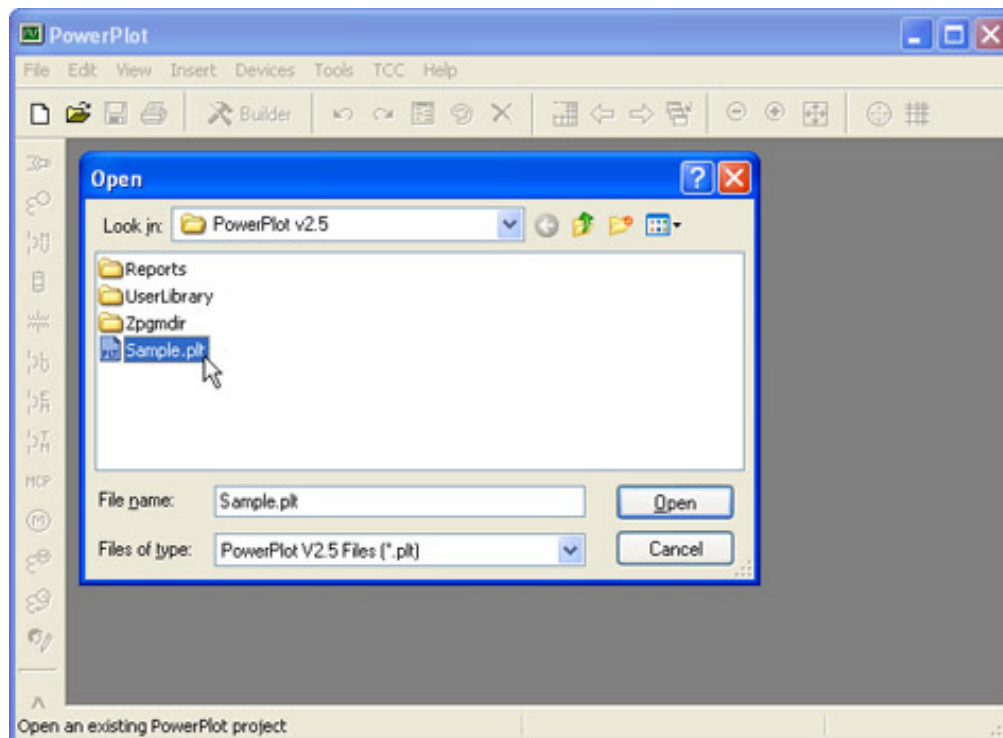 PowerPlot
File Edit View Insert Devices Tools TCC Help
Builder
Open
Look in: PowerPlot v2.5
Reports
UserLibrary
Zpgmdir
Sample.plt
MCP
File name: Sample.plt Open
Files of type: PowerPlot V2.5 Files (*.plt) Cancel
Open an existing PowerPlot project